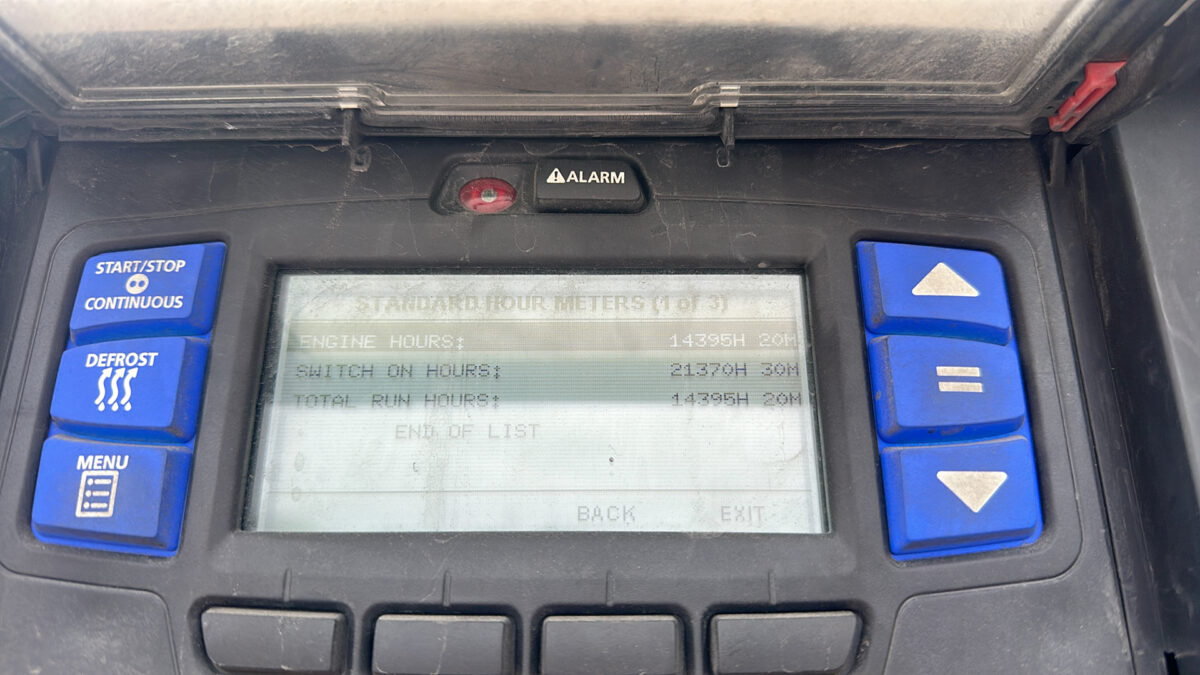 ⚠ALARM
START/STOP
CONTINUOUS
DEFROST
MENU
STANDARD HOUR METERS (1 of 3)
ENGINE HOURS: 14395H 20M
SWITCH ON HOURS: 21370H 30M
TOTAL RUN HOURS: 14395H 20M
END OF LIST
BACK EXIT
=